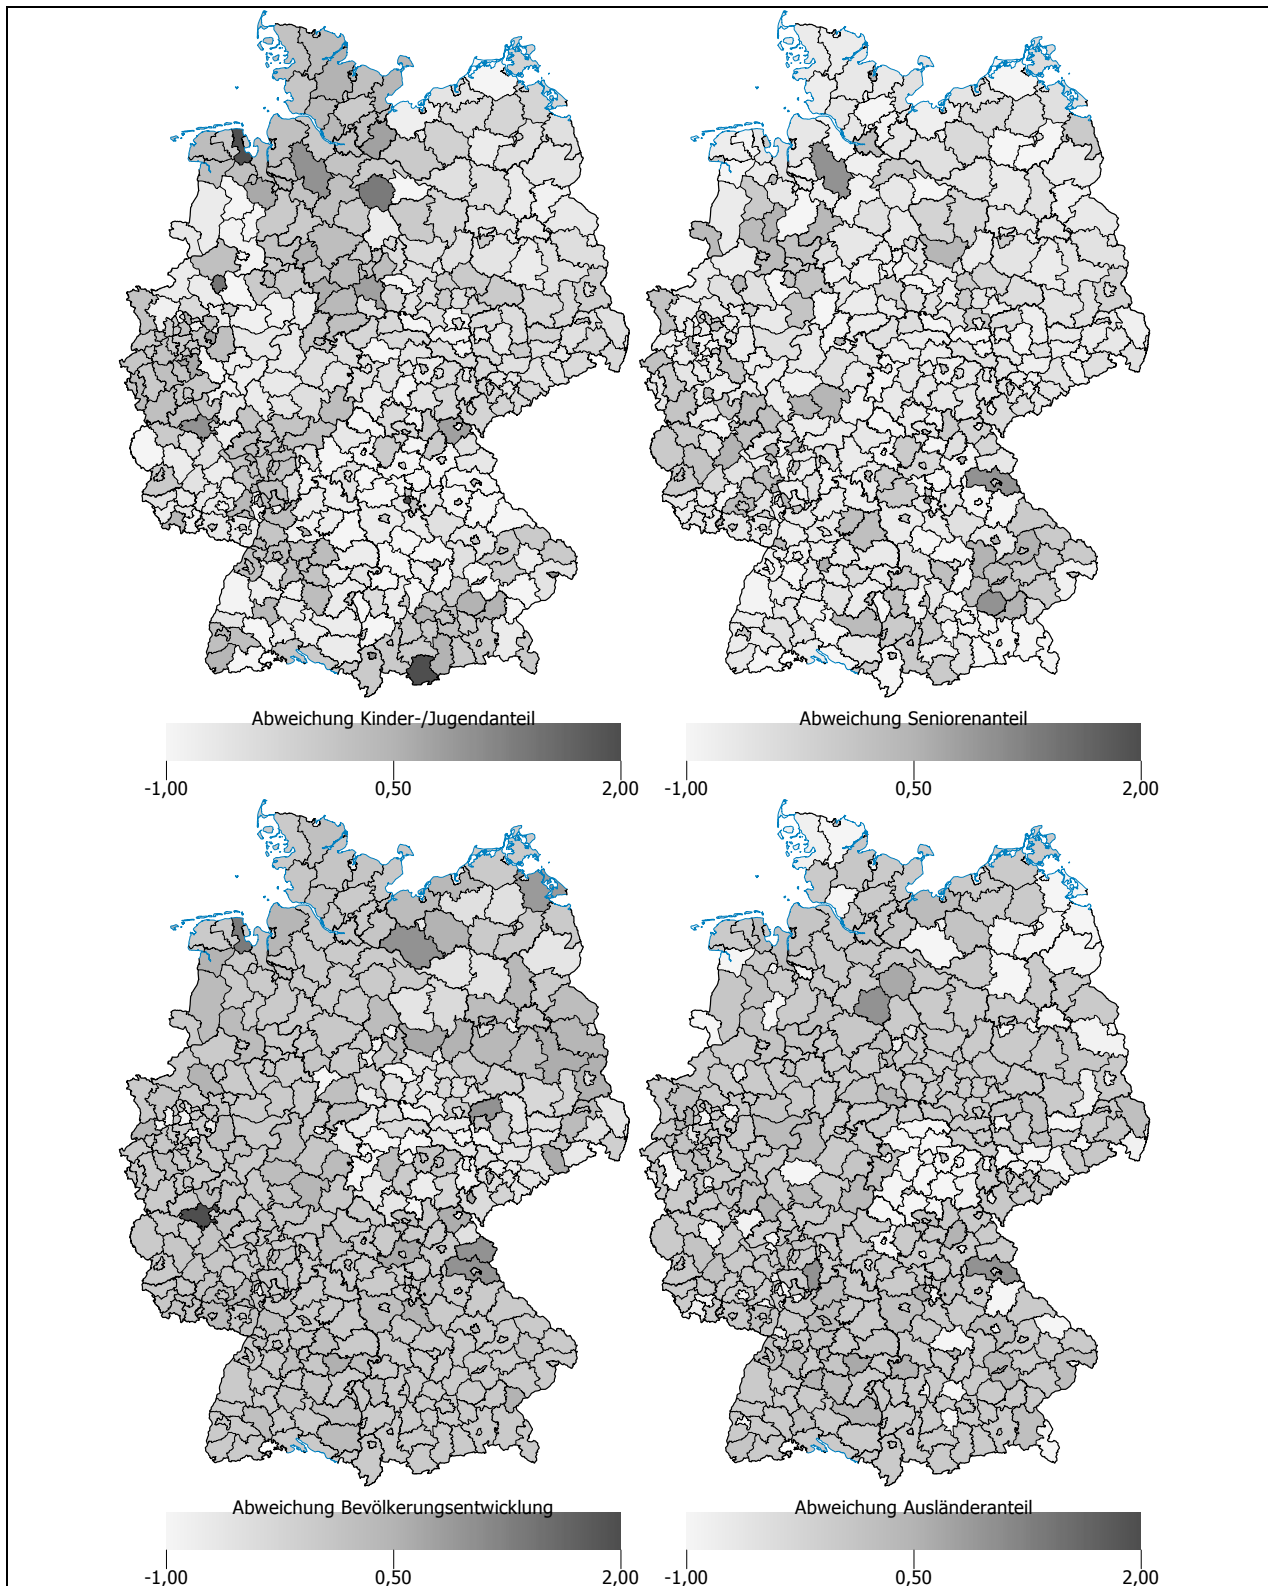 Abweichung Kinder-/Jugendanteil
-1,00 0,50 2,00
Abweichung Seniorenanteil
-1,00 0,50 2,00
Abweichung Bevölkerungsentwicklung
-1,00 0,50 2,00
Abweichung Ausländeranteil
-1,00 0,50 2,00